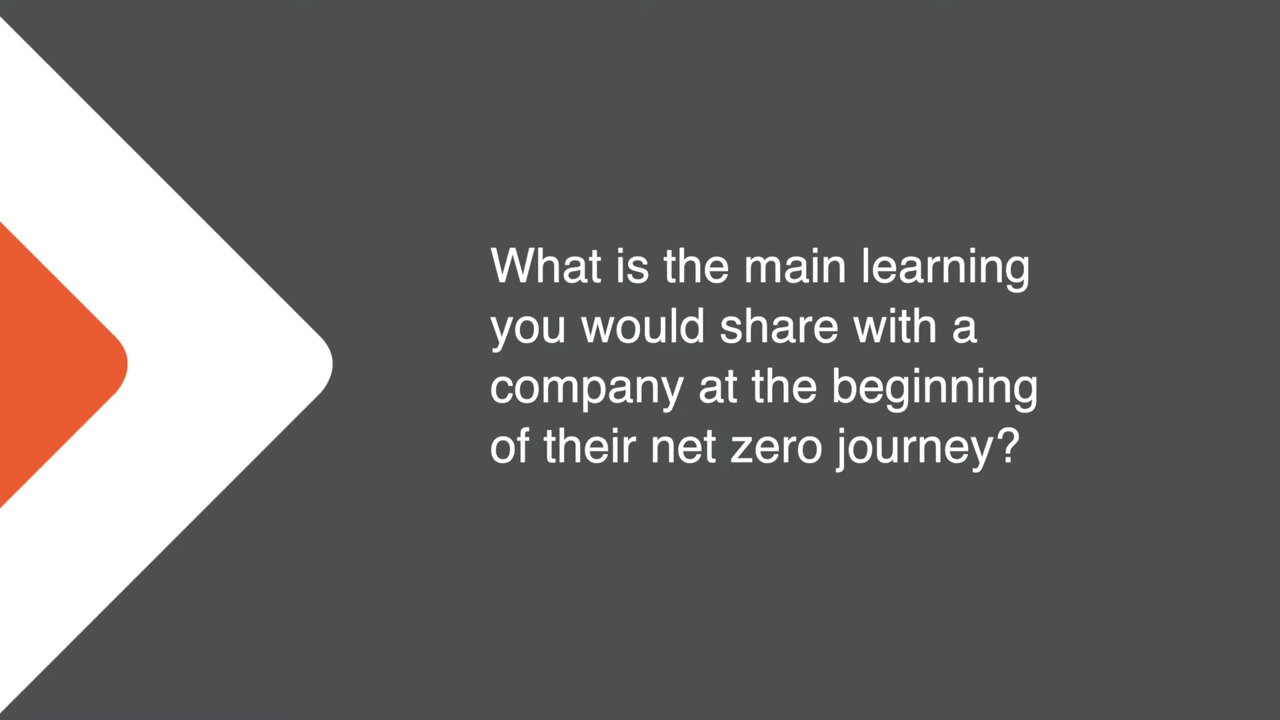 What is the main learning
you would share with a
company at the beginning
of their net zero journey?